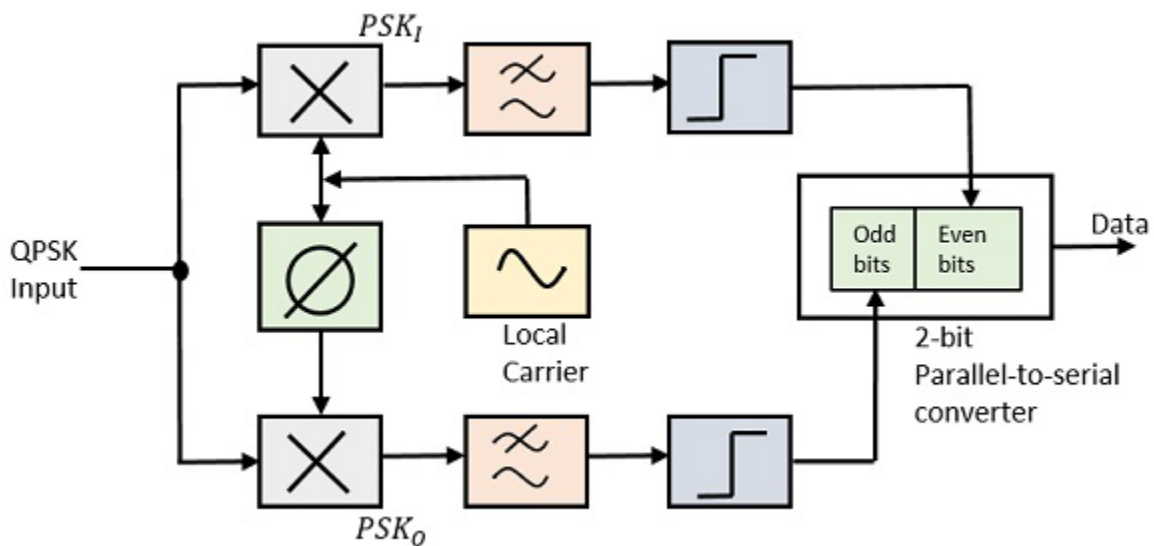 PSK_I
QPSK
Input
Local
Carrier
Odd
bits
Even
bits
Data
2-bit
Parallel-to-serial
converter
PSK_Q